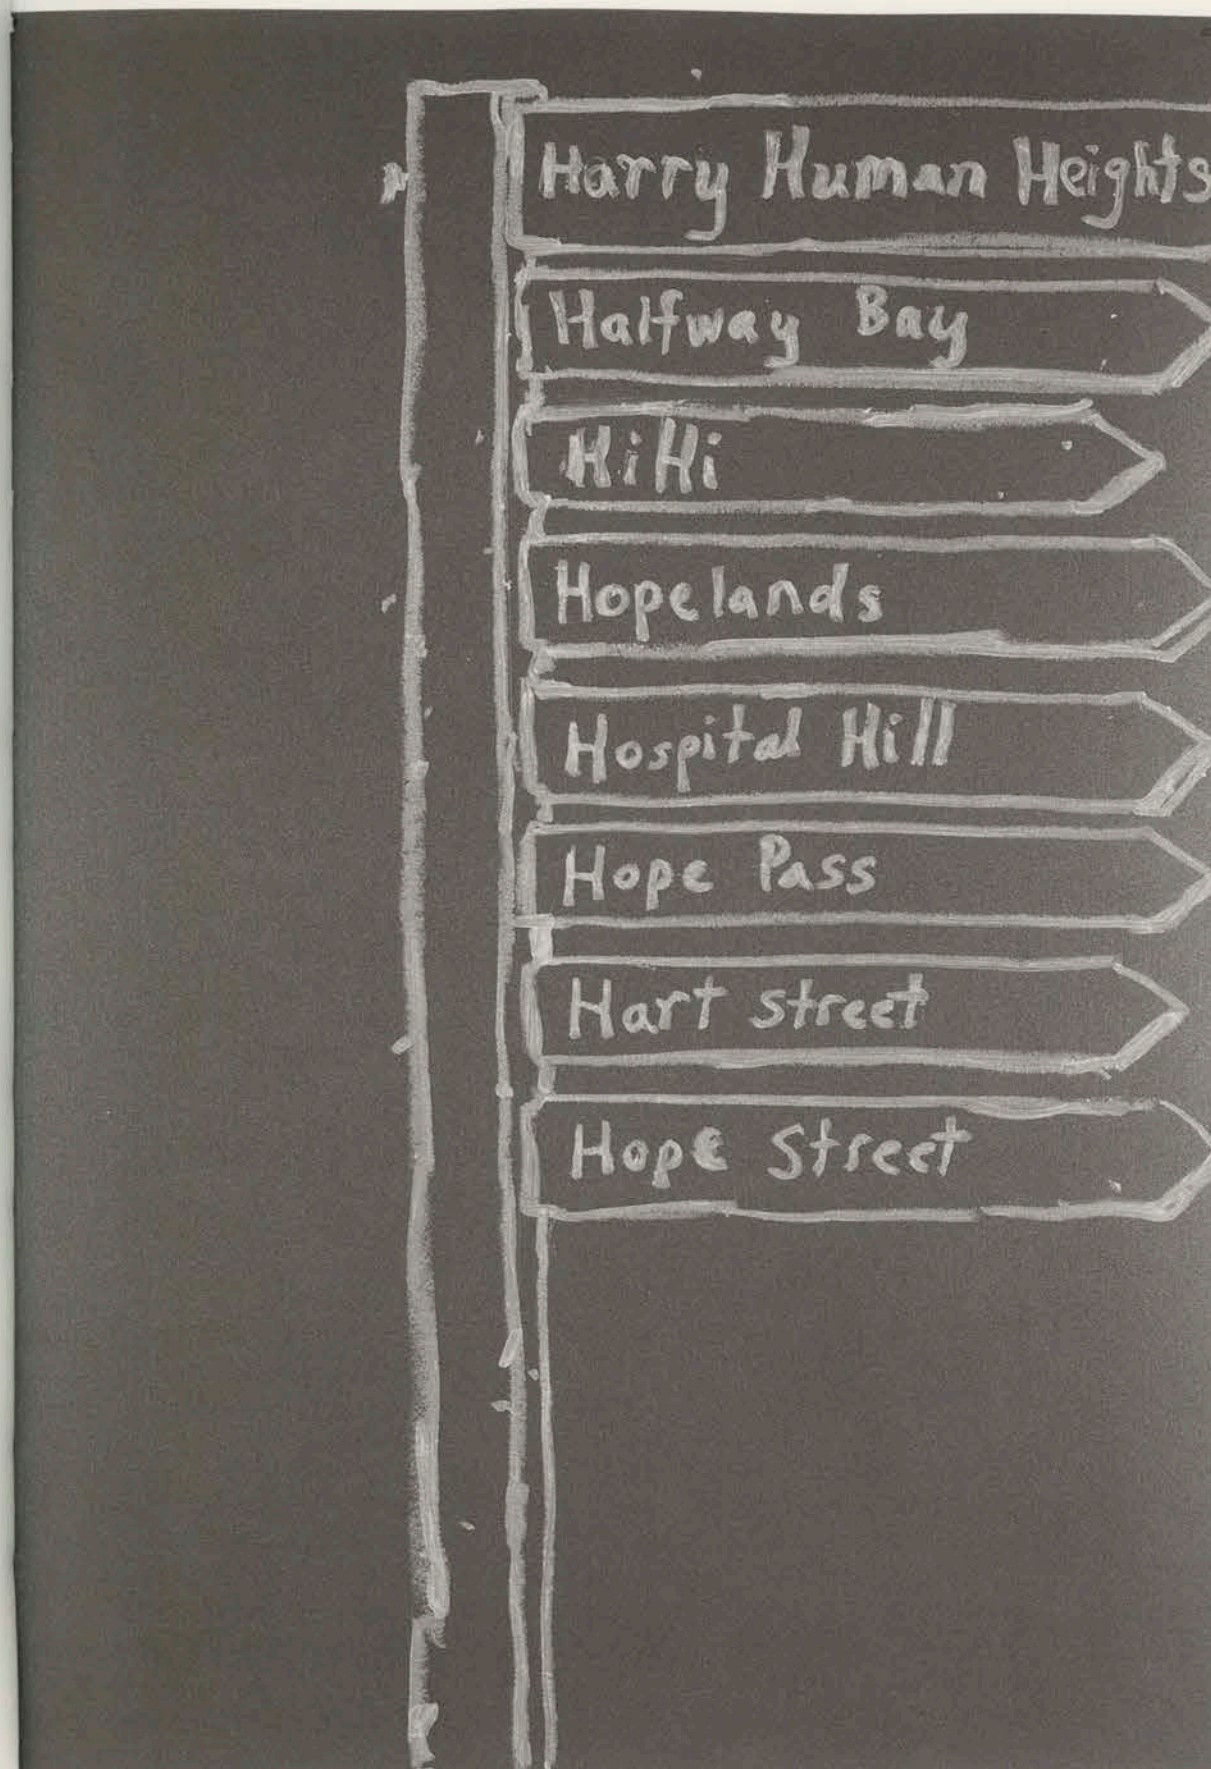 Harry Human Heights
Halfway Bay
HiHi
Hopelands
Hospital Hill
Hope Pass
Hart street
Hope Street